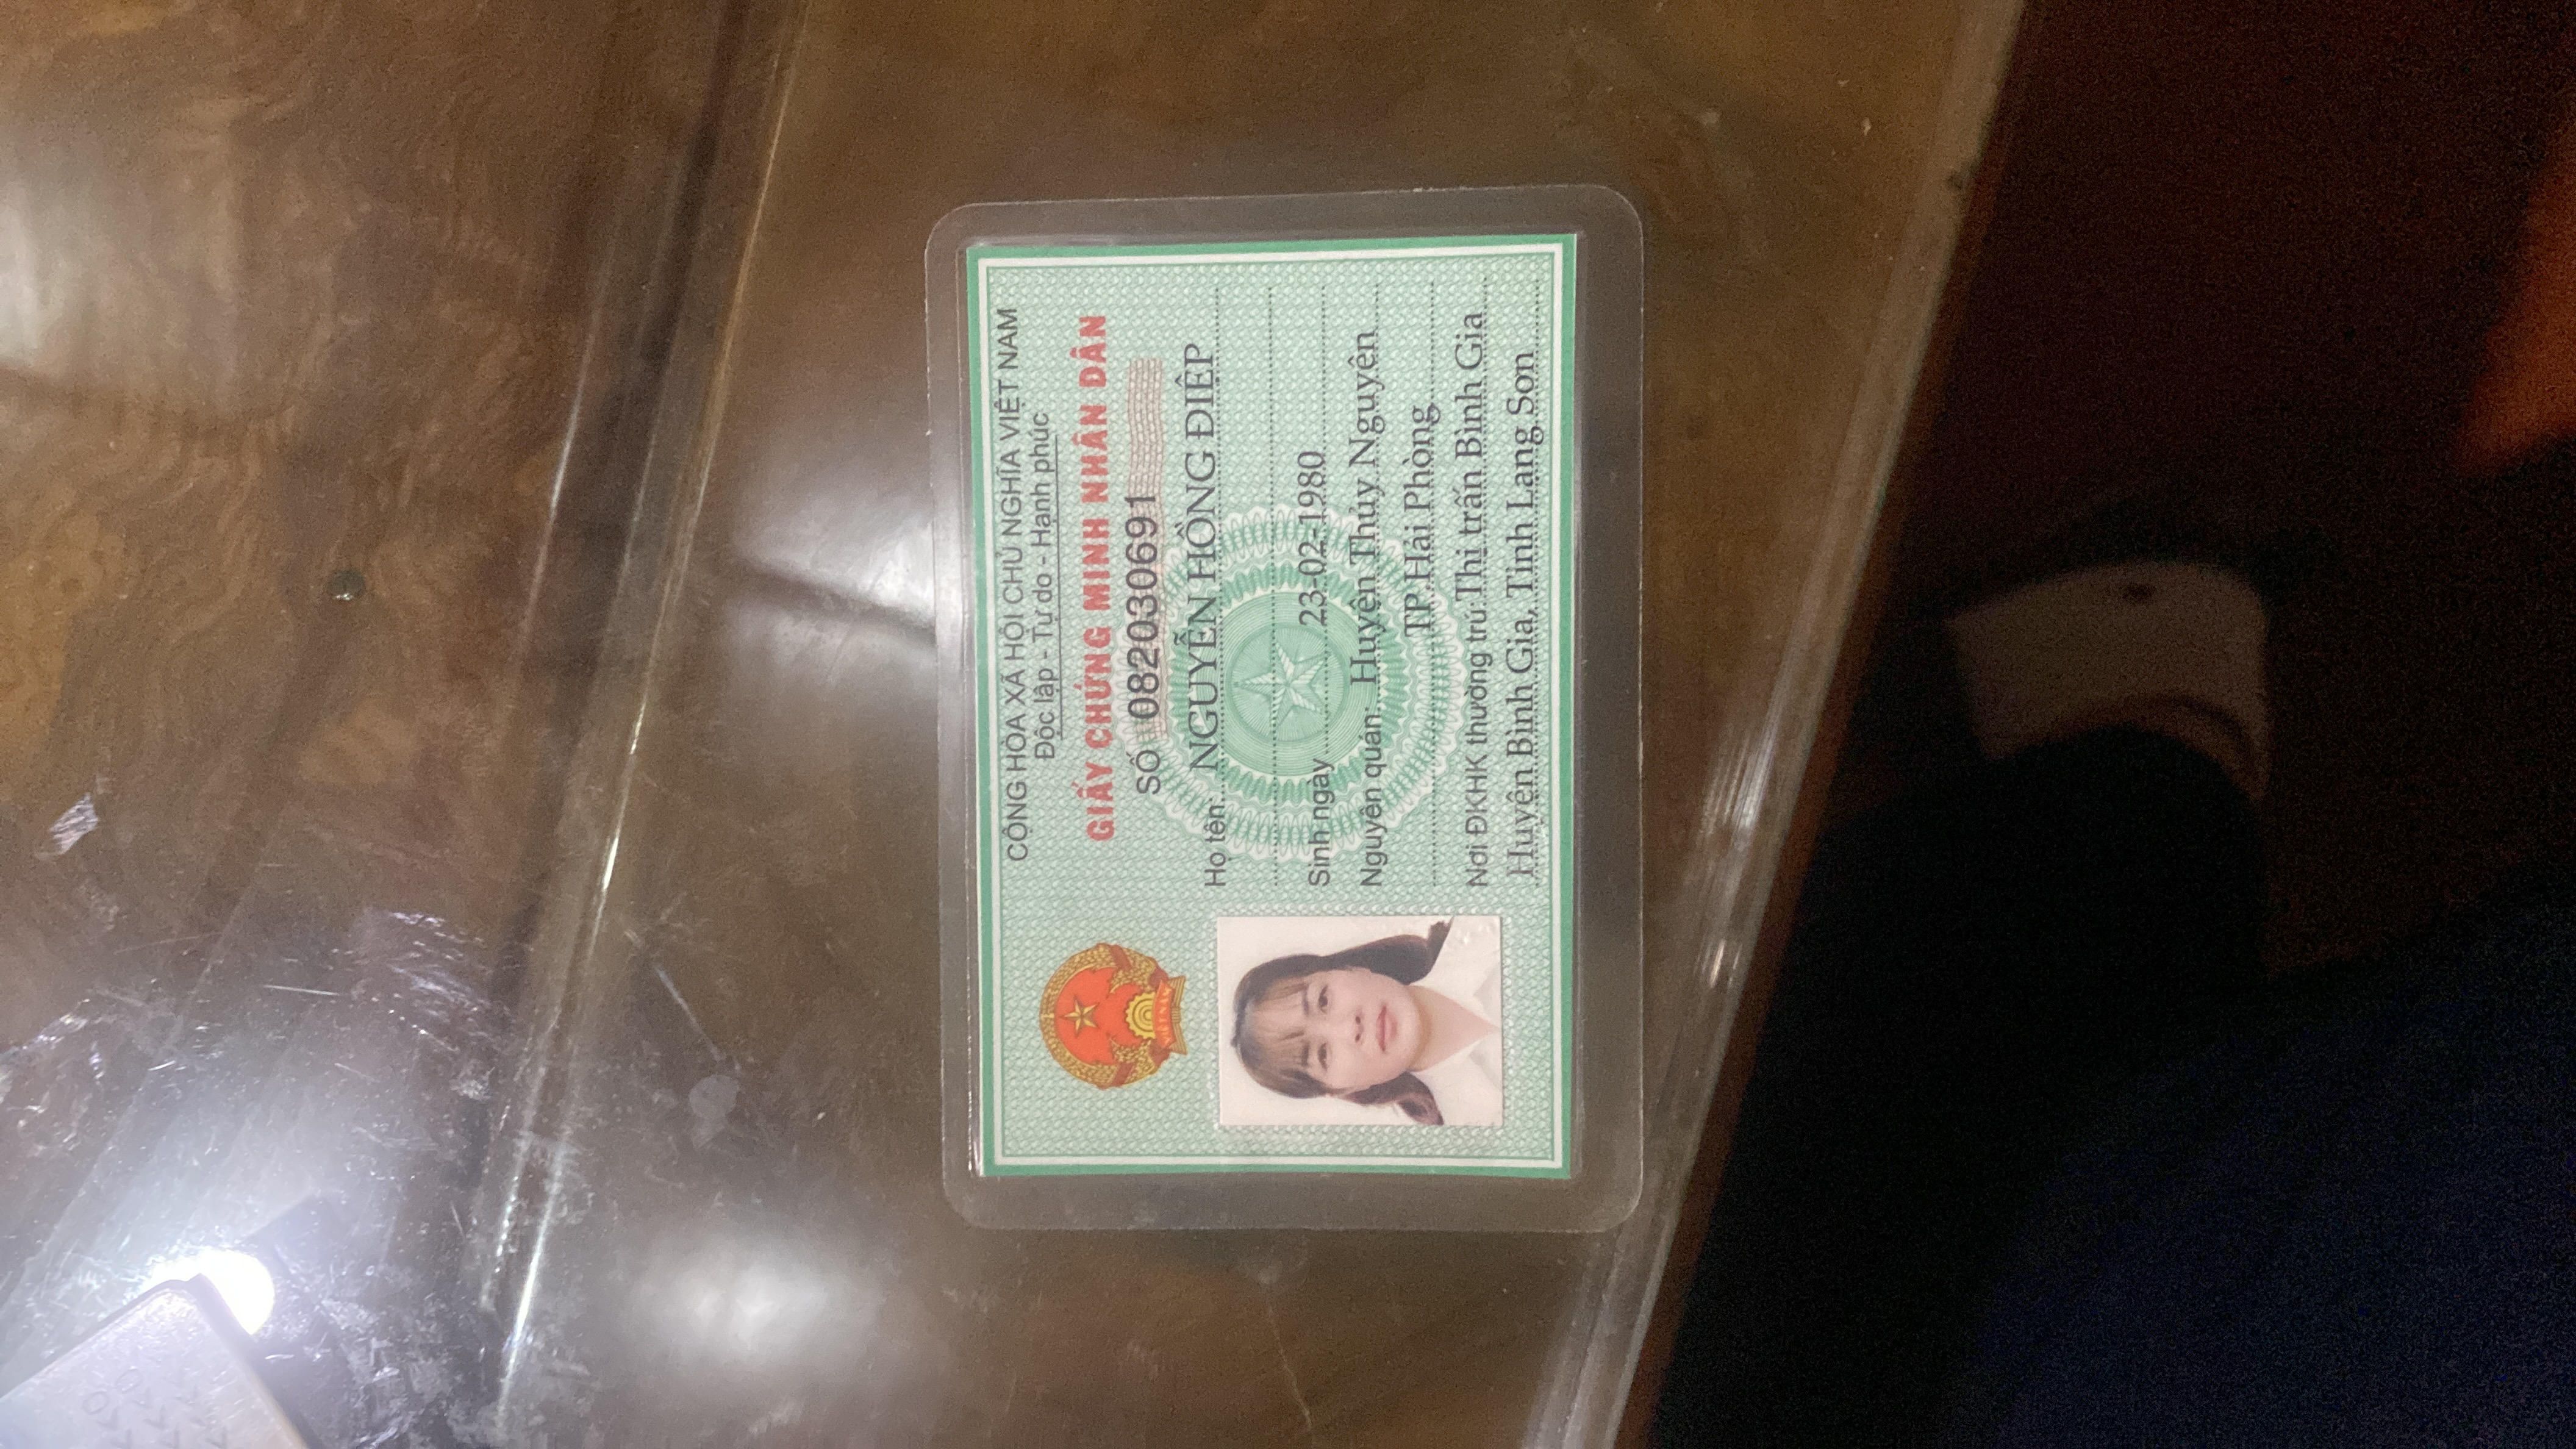 CỘNG HÒA XÃ HỘI CHỦ NGHĨA VIỆT NAM
Độc lập - Tự do - Hạnh phúc
GIẤY CHỨNG MINH NHÂN DÂN
SỐ 082030691
Họ tên: NGUYỄN HỒNG ĐIỆP
Sinh ngày 23-02-1980
Nguyên quán: Huyện Thủy Nguyên
TP.Hải Phòng
Nơi ĐKHK thường trú: Thị trấn Bình Gia
Huyện Bình Gia, Tỉnh Lạng Sơn
VIỆT NAM